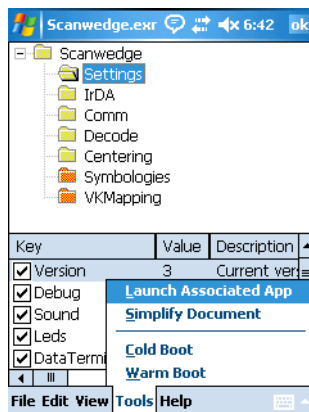 Scanwedge.exr 6:42 ok
Scanwedge
Settings
IrDA
Comm
Decode
Centering
Symbologies
VKMapping
Key Value Description
Version 3 Current ver
Debug
Sound
Leds
DataTermi
Launch Associated App
Simplify Document
Cold Boot
Warm Boot
File Edit View Tools Help